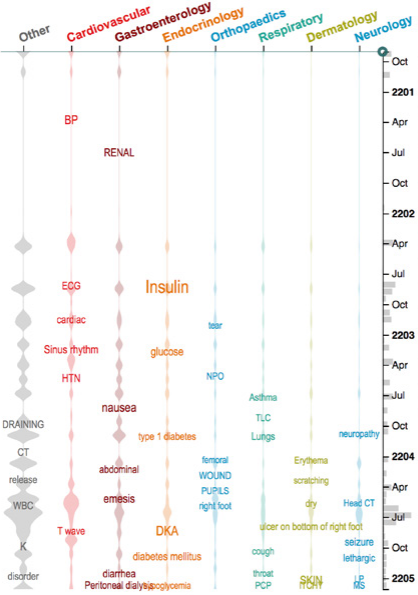 Other Cardiovascular Gastroenterology Endocrinology Orthopaedics Respiratory Dermatology Neurology
Oct
2201
BP Apr
RENAL Jul
Oct
2202
Apr
Jul
ECG Insulin
cardiac tear
2203
Sinus rhythm glucose
Apr
HTN NPO
Jul
Asthma
nausea
TLC
DRAINING Oct
type 1 diabetes Lungs neuropathy
CT
2204
femoral Erythema
abdominal
WOUND
release scratching
PUPILS Apr
emesis
WBC right foot dry Head CT
Jul
ulcer on bottom of right foot
T wave DKA
seizure
K Oct
cough
diabetes mellitus lethargic
disorder diarrhea throat
SKIN LP 2205
Peritoneal dialysis PCP ITCHY MS